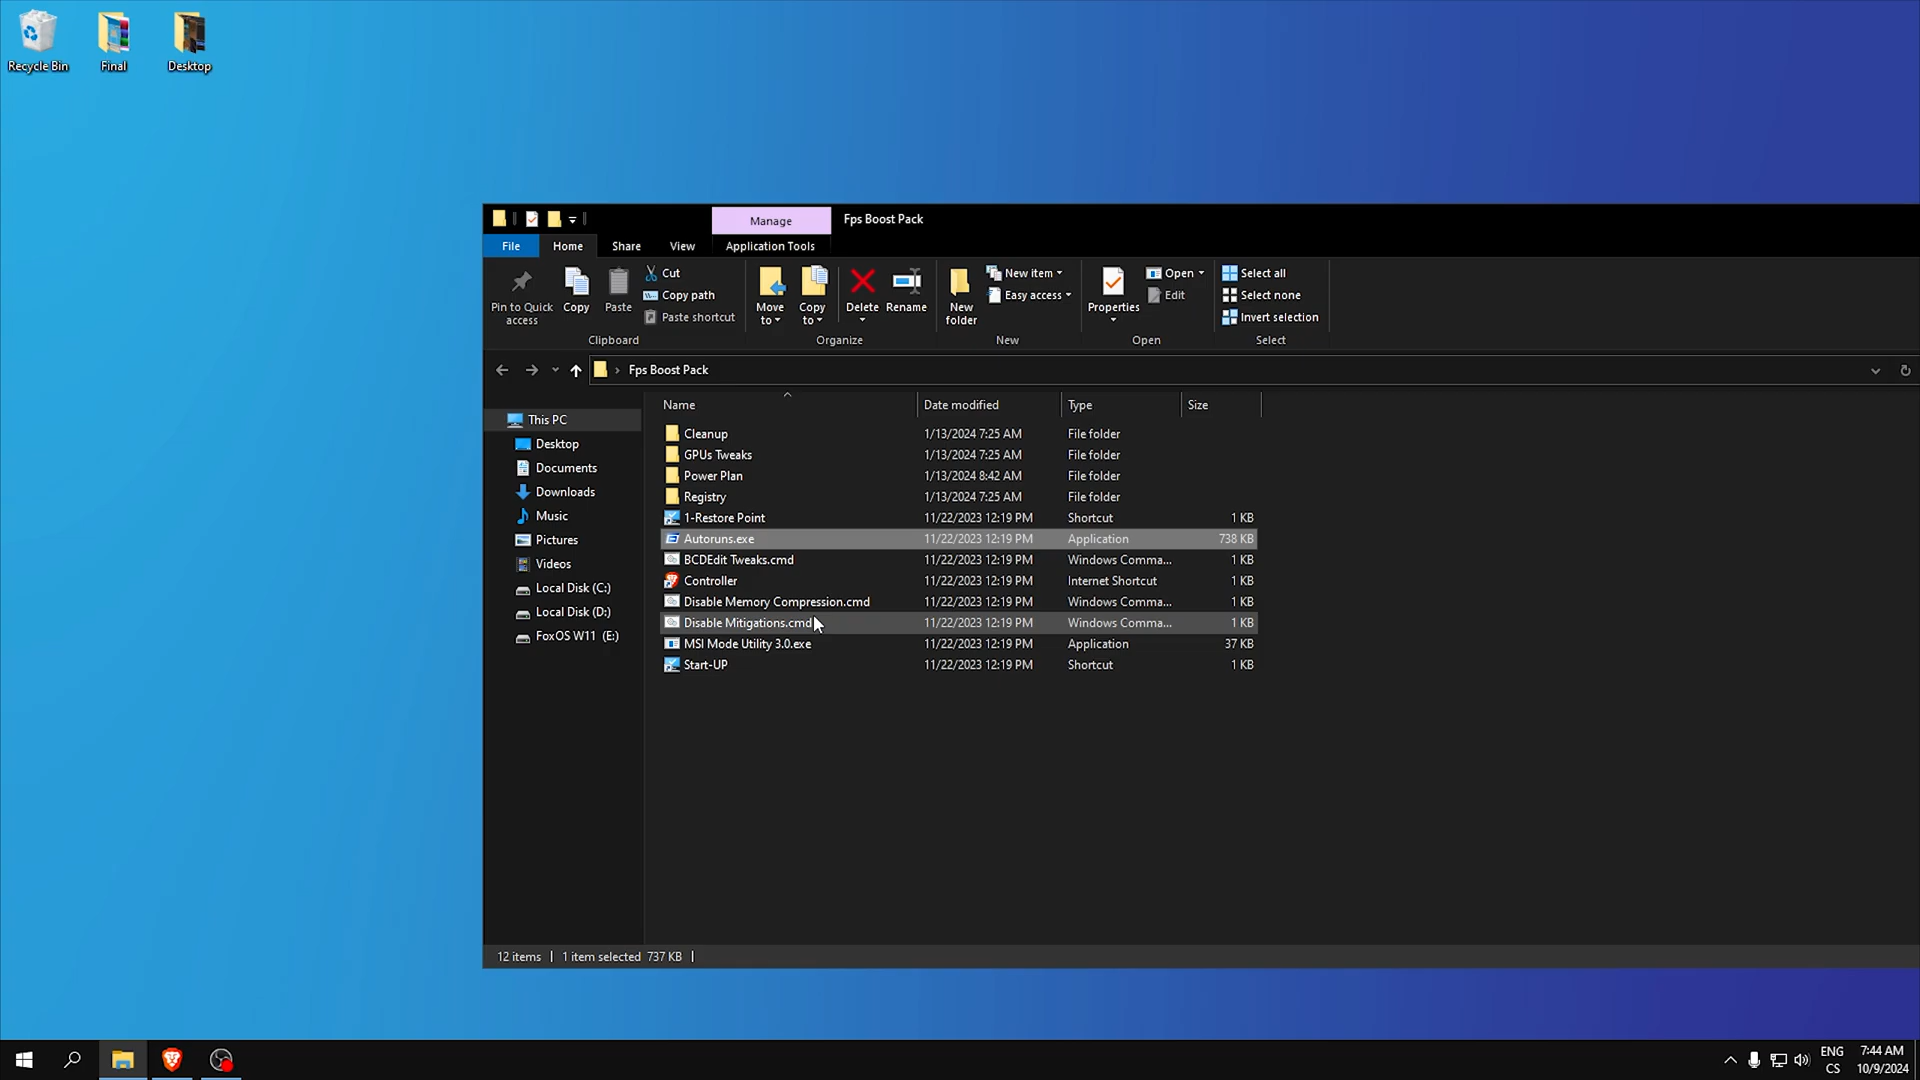 Recycle Bin
Final
Desktop
Manage
Fps Boost Pack
File
Home
Share
View
Application Tools
Pin to Quick access
Copy
Paste
Cut
Copy path
Paste shortcut
Clipboard
Move to
Copy to
Delete
Rename
Organize
New folder
New item
Easy access
New
Properties
Open
Edit
Open
Select all
Select none
Invert selection
Select
Fps Boost Pack
Name Date modified Type Size
This PC
Desktop
Documents
Downloads
Music
Pictures
Videos
Local Disk (C:)
Local Disk (D:)
FoxOS W11 (E:)
Cleanup 1/13/2024 7:25 AM File folder
GPUs Tweaks 1/13/2024 7:25 AM File folder
Power Plan 1/13/2024 8:42 AM File folder
Registry 1/13/2024 7:25 AM File folder
1-Restore Point 11/22/2023 12:19 PM Shortcut 1 KB
Autoruns.exe 11/22/2023 12:19 PM Application 738 KB
BCDEdit Tweaks.cmd 11/22/2023 12:19 PM Windows Comma... 1 KB
Controller 11/22/2023 12:19 PM Internet Shortcut 1 KB
Disable Memory Compression.cmd 11/22/2023 12:19 PM Windows Comma... 1 KB
Disable Mitigations.cmd 11/22/2023 12:19 PM Windows Comma... 1 KB
MSI Mode Utility 3.0.exe 11/22/2023 12:19 PM Application 37 KB
Start-UP 11/22/2023 12:19 PM Shortcut 1 KB
12 items 1 item selected 737 KB
ENG
CS
7:44 AM
10/9/2024